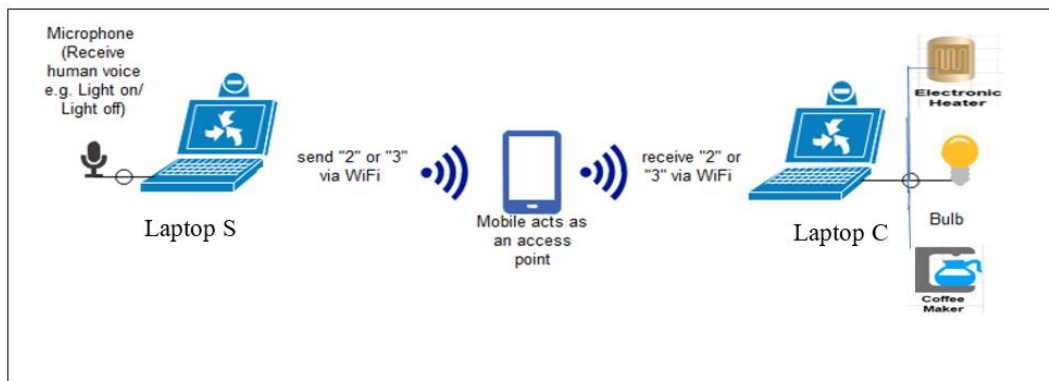 Microphone
(Receive
human voice
e.g. Light on/
Light off)
Laptop S
send "2" or "3"
via WiFi
Mobile acts as
an access
point
receive "2" or
"3" via WiFi
Laptop C
Electronic
Heater
Bulb
Coffee
Maker